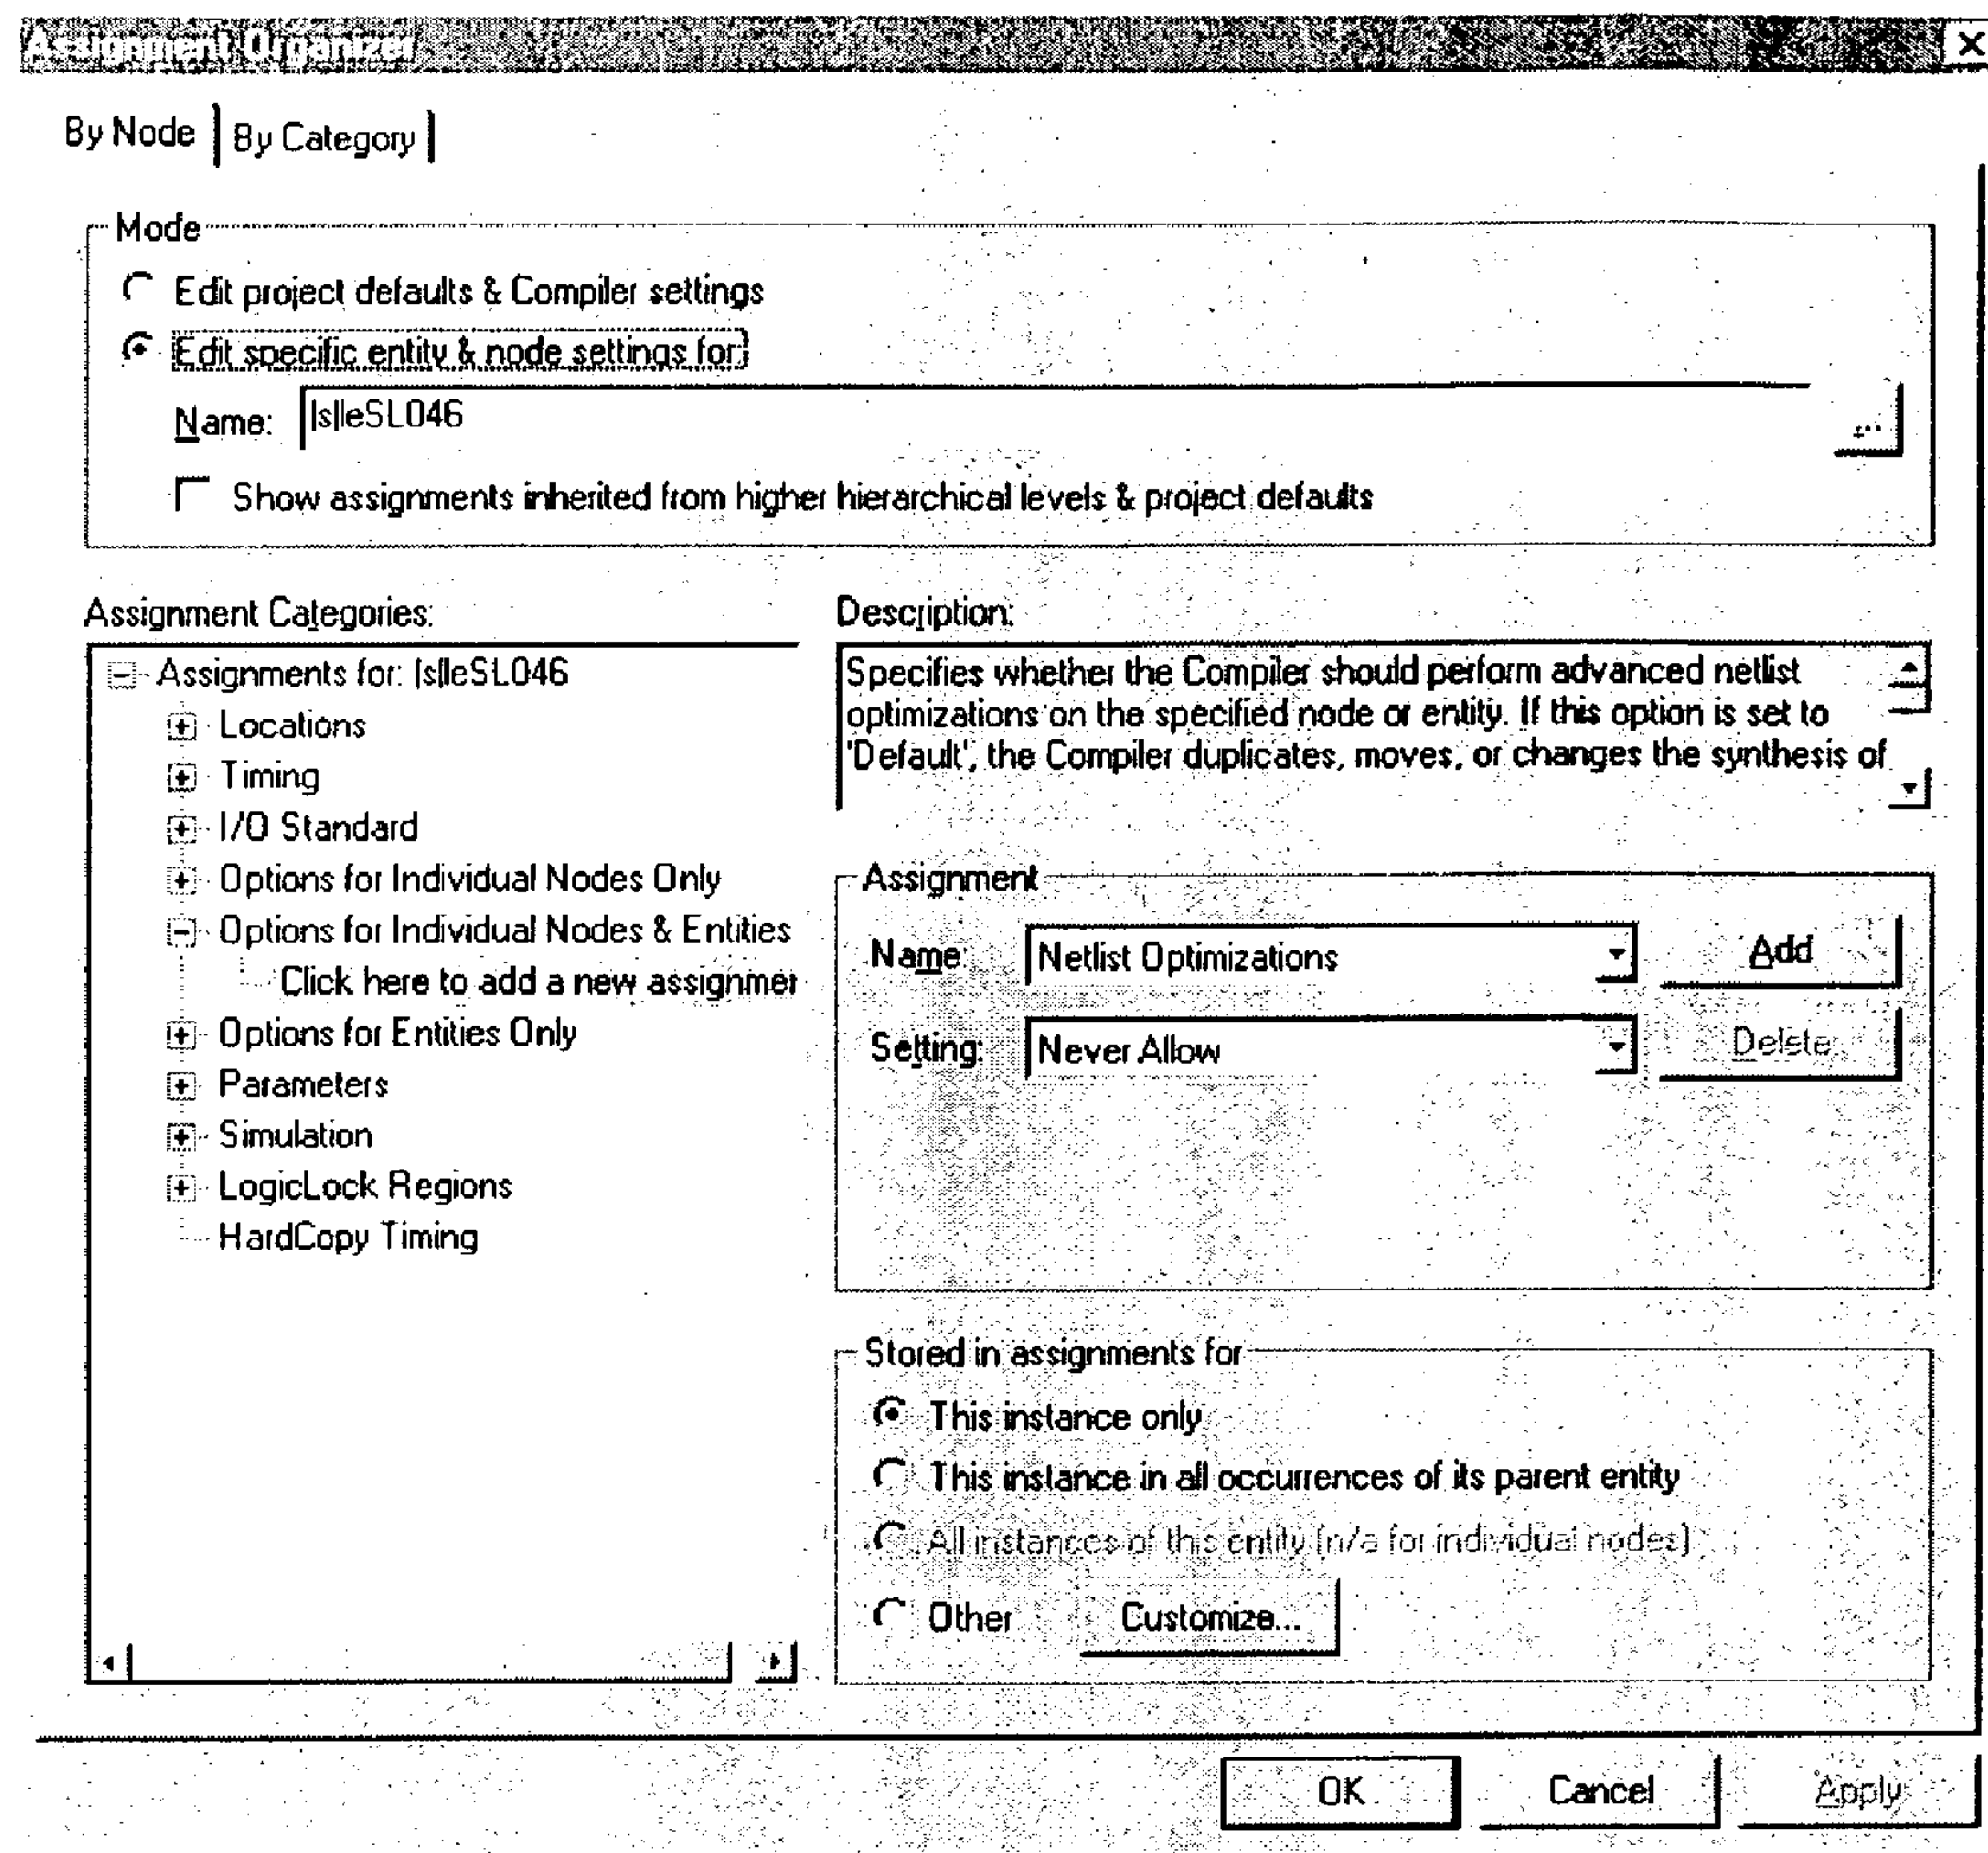 Assignment Organizer
By Node
By Category
Mode
Edit project defaults & Compiler settings
Edit specific entity & node settings for:
Name: |s|leSL046
...
Show assignments inherited from higher hierarchical levels & project defaults
Assignment Categories:
Assignments for: |s|leSL046
Locations
Timing
I/O Standard
Options for Individual Nodes Only
Options for Individual Nodes & Entities
Click here to add a new assignmer
Options for Entities Only
Parameters
Simulation
LogicLock Regions
HardCopy Timing
Description:
Specifies whether the Compiler should perform advanced netlist
optimizations on the specified node or entity. If this option is set to
'Default', the Compiler duplicates, moves, or changes the synthesis of
Assignment
Name: Netlist Optimizations
Add
Setting: Never Allow
Delete
Stored in assignments for
This instance only
This instance in all occurrences of its parent entity
All instances of this entity (n/a for individual nodes)
Other
Customize...
OK
Cancel
Apply